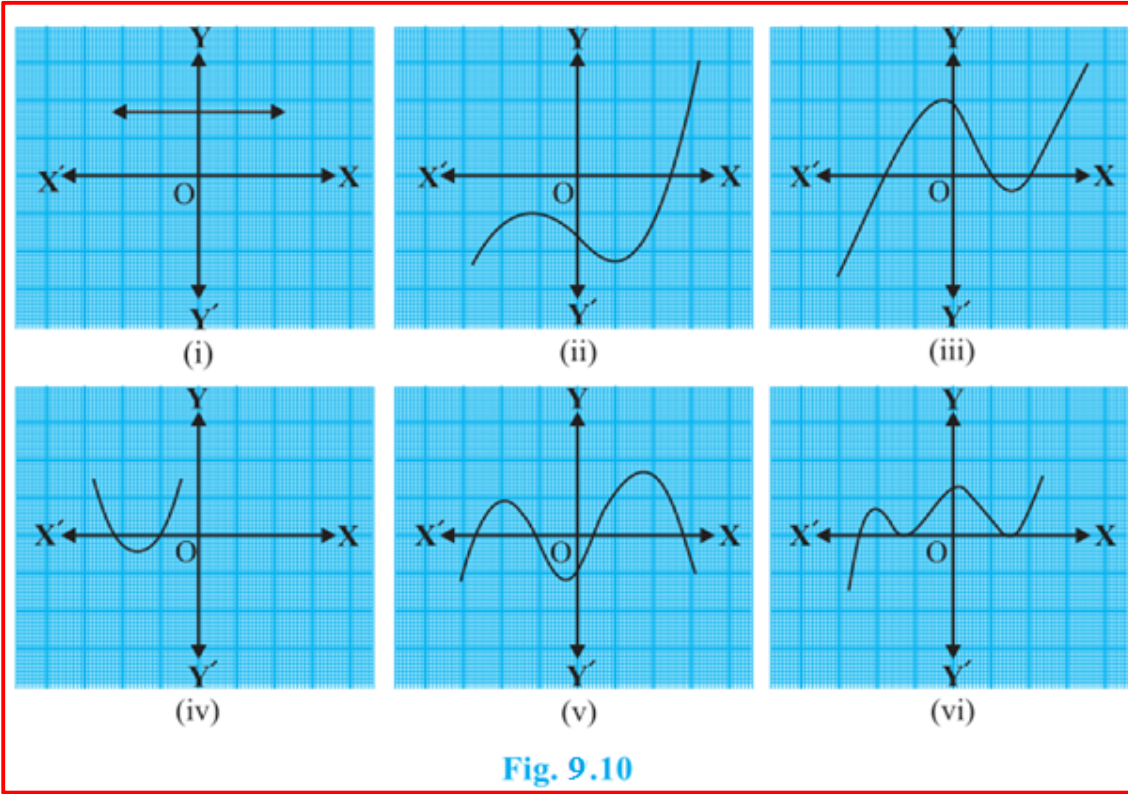 Y Y Y
X′ X X′ X X′ X
O O O
Y′ Y′ Y′
(i) (ii) (iii)
Y Y Y
X′ X X′ X X′ X
O O O
Y′ Y′ Y′
(iv) (v) (vi)
Fig. 9.10